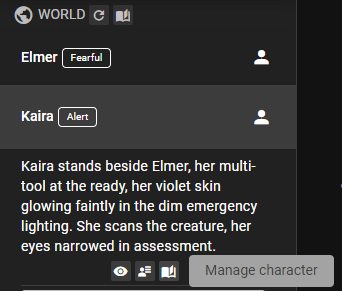 WORLD
Elmer Fearful
Kaira Alert
Kaira stands beside Elmer, her multi-
tool at the ready, her violet skin
glowing faintly in the dim emergency
lighting. She scans the creature, her
eyes narrowed in assessment.
Manage character